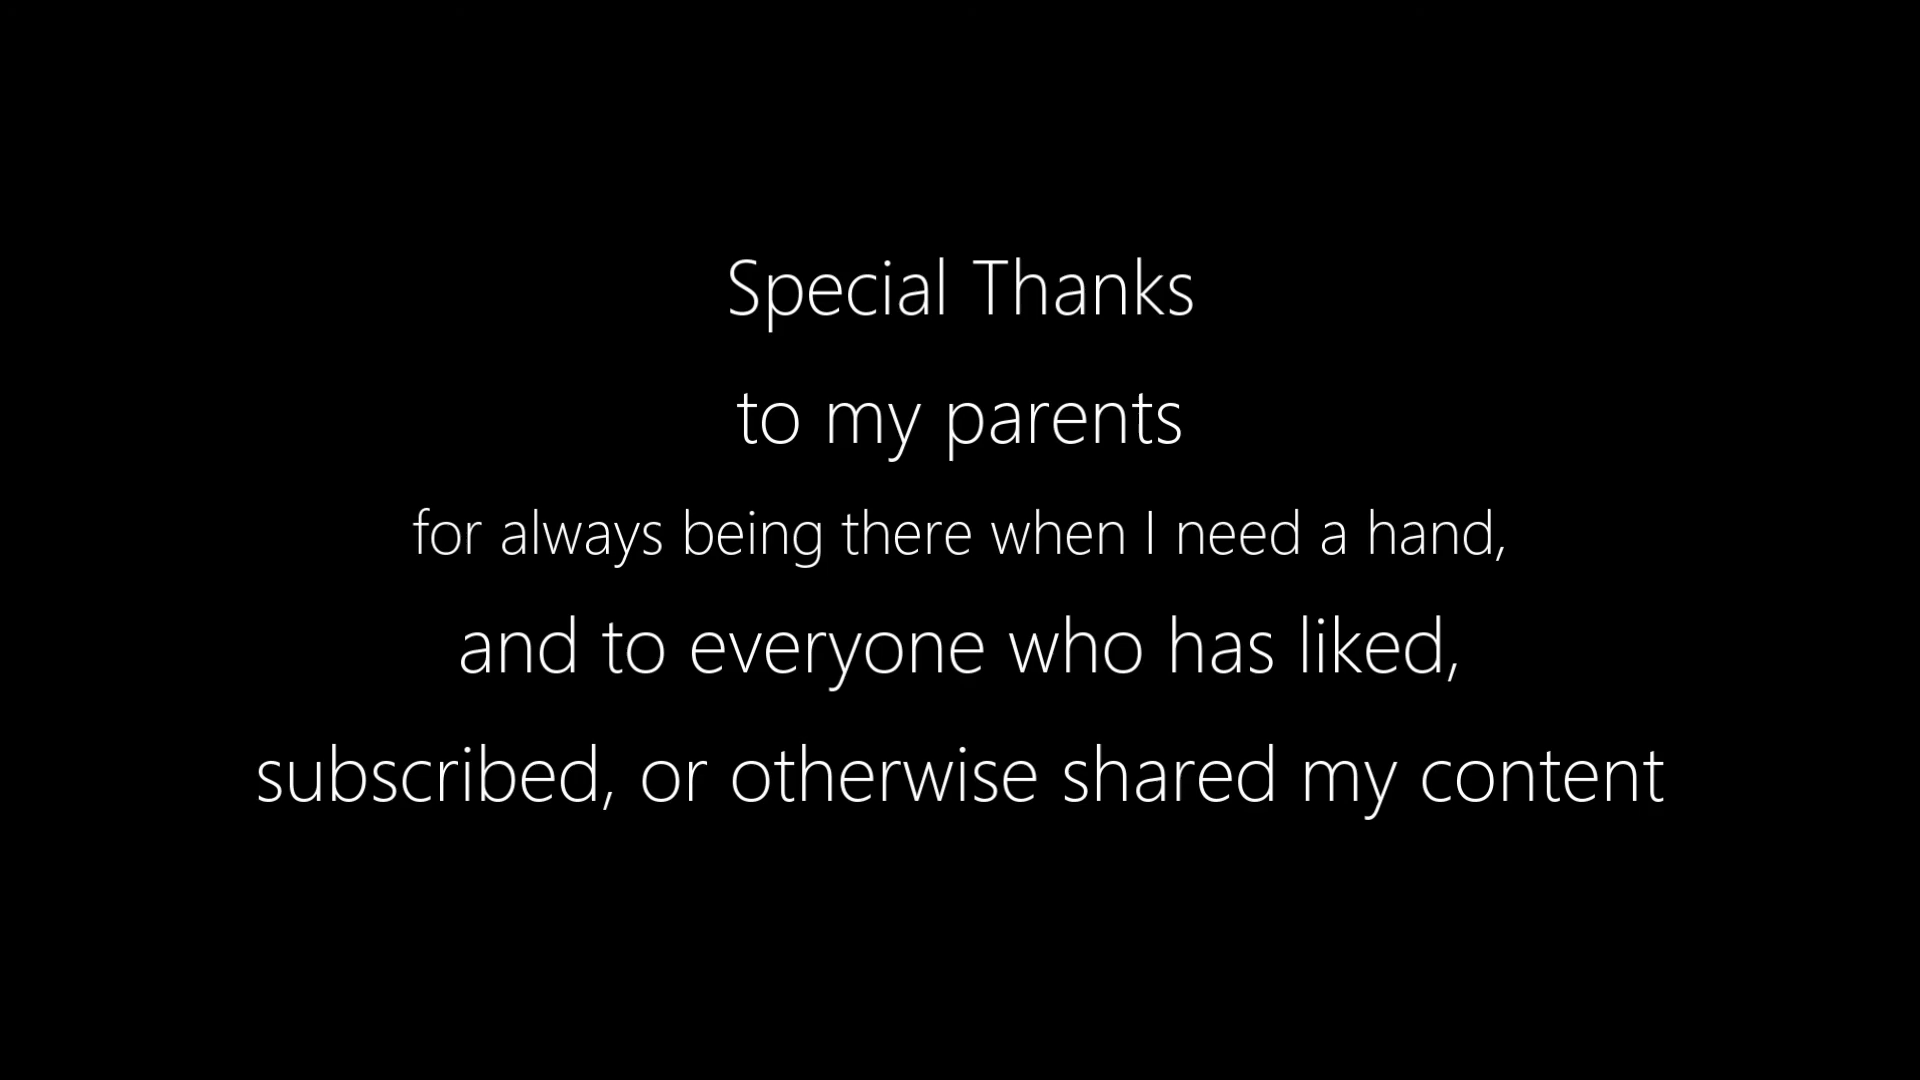 Special Thanks
to my parents
for always being there when I need a hand,
and to everyone who has liked,
subscribed, or otherwise shared my content